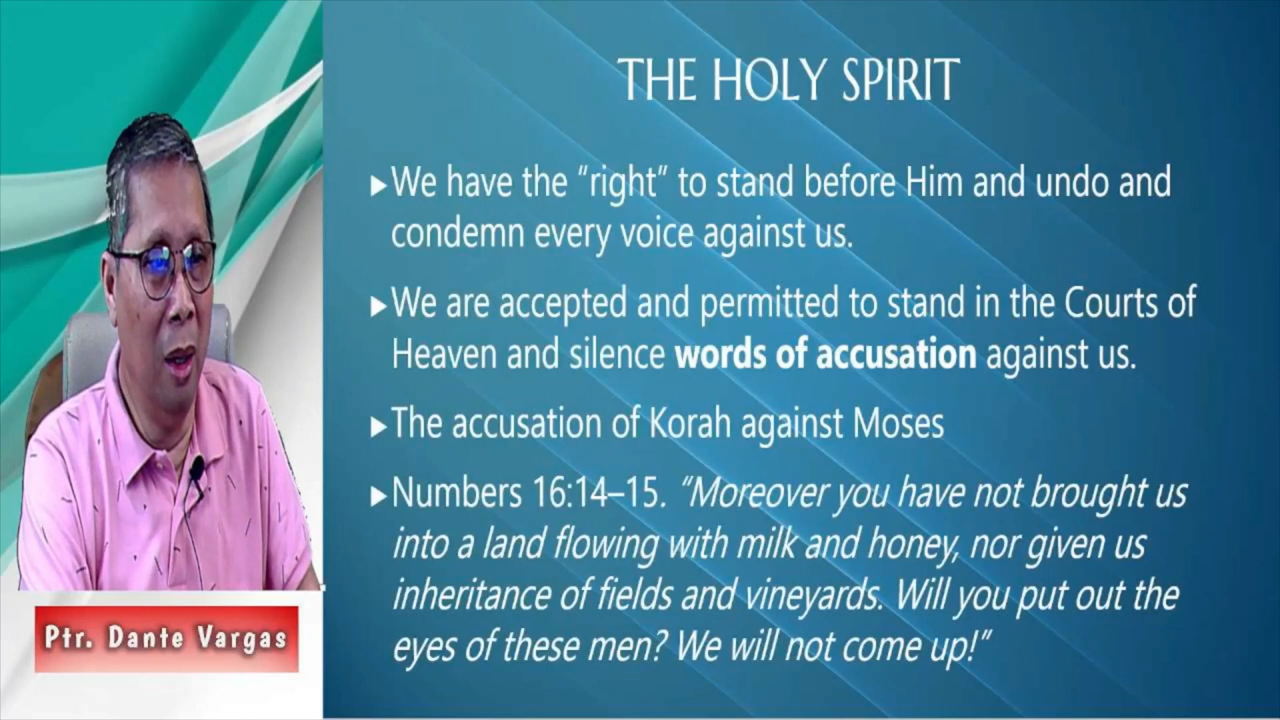 THE HOLY SPIRIT
▸We have the “right” to stand before Him and undo and
condemn every voice against us.
▸We are accepted and permitted to stand in the Courts of
Heaven and silence words of accusation against us.
▸The accusation of Korah against Moses
▸Numbers 16:14–15. “Moreover you have not brought us
into a land flowing with milk and honey, nor given us
inheritance of fields and vineyards. Will you put out the
eyes of these men? We will not come up!”
Ptr. Dante Vargas